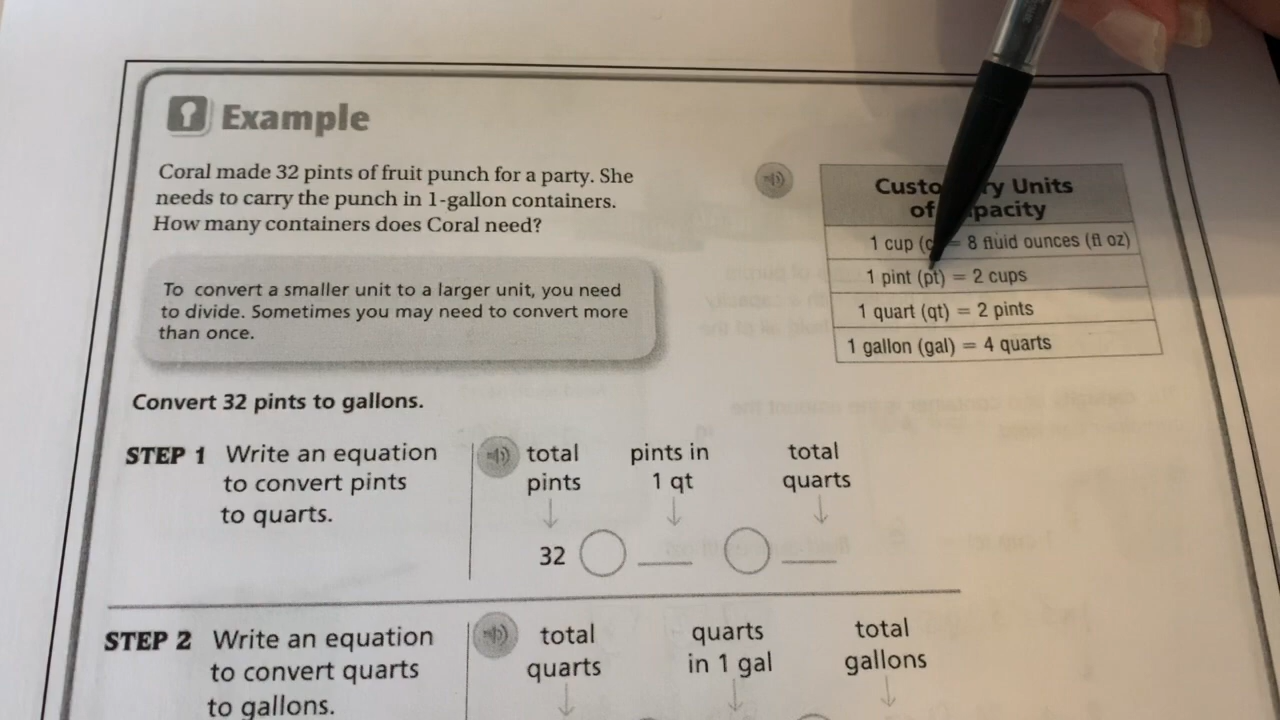 Example
Coral made 32 pints of fruit punch for a party. She
needs to carry the punch in 1-gallon containers.
How many containers does Coral need?
To convert a smaller unit to a larger unit, you need
to divide. Sometimes you may need to convert more
than once.
Units
of
1 cup = 8 fluid ounces (fl oz)
1 pint (pt) = 2 cups
1 quart (qt) = 2 pints
1 gallon (gal) = 4 quarts
Convert 32 pints to gallons.
STEP 1 Write an equation
to convert pints
to quarts.
total pints in total
pints 1 qt quarts
32
STEP 2 Write an equation
to convert quarts
to gallons.
total quarts total
quarts in 1 gal gallons